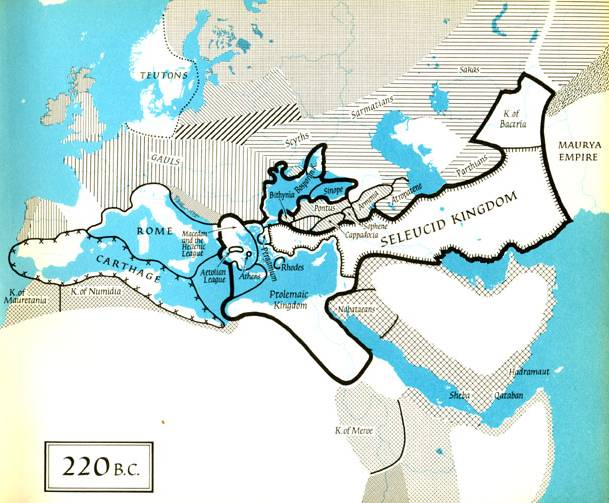 TEUTONS
Sakas
Sarmatians
K. of
Bactria
Scyths
MAURYA
EMPIRE
GAULS
Parthians
Bithynia
Bosporus
Sinope
Atropatene
Armenia
Pontus
Sophene
Cappadocia
SELEUCID KINGDOM
ROME
Macedon
and the
Hellenic
League
Pergamum
CARTHAGE
Aetolian
League
Athens
Rhodes
K. of
Mauretania
K. of Numidia
Ptolemaic
Kingdom
Nabataeans
Hadramaut
Sheba
Qataban
K. of Meroe
220 B.C.